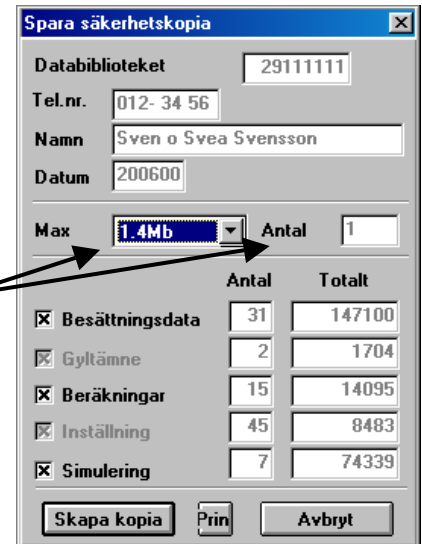 Spara säkerhetskopia
Databiblioteket 29111111
Tel.nr. 012- 34 56
Namn Sven o Svea Svensson
Datum 200600
Max 1.4Mb Antal 1
Antal Totalt
Besättningsdata 31 147100
Gyltämne 2 1704
Beräkningar 15 14095
Inställning 45 8483
Simulering 7 74339
Skapa kopia Prin Avbryt